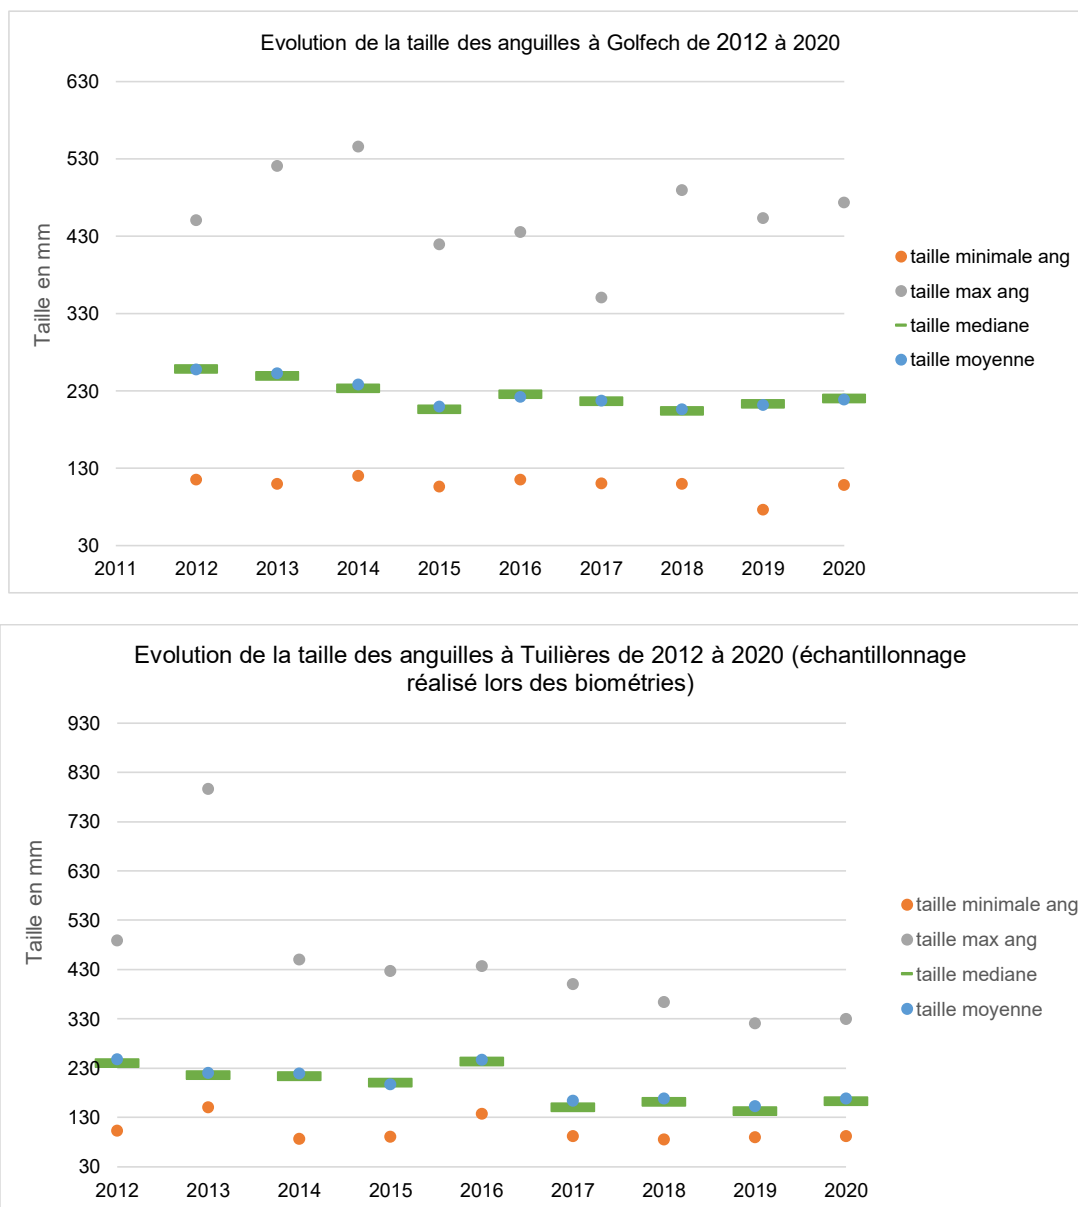 Evolution de la taille des anguilles à Golfech de 2012 à 2020
630
530
430
330
230
130
30
Taille en mm
2011 2012 2013 2014 2015 2016 2017 2018 2019 2020
taille minimale ang
taille max ang
taille mediane
taille moyenne
Evolution de la taille des anguilles à Tuilières de 2012 à 2020 (échantillonnage
réalisé lors des biométries)
930
830
730
630
530
430
330
230
130
30
Taille en mm
2012 2013 2014 2015 2016 2017 2018 2019 2020
taille minimale ang
taille max ang
taille mediane
taille moyenne